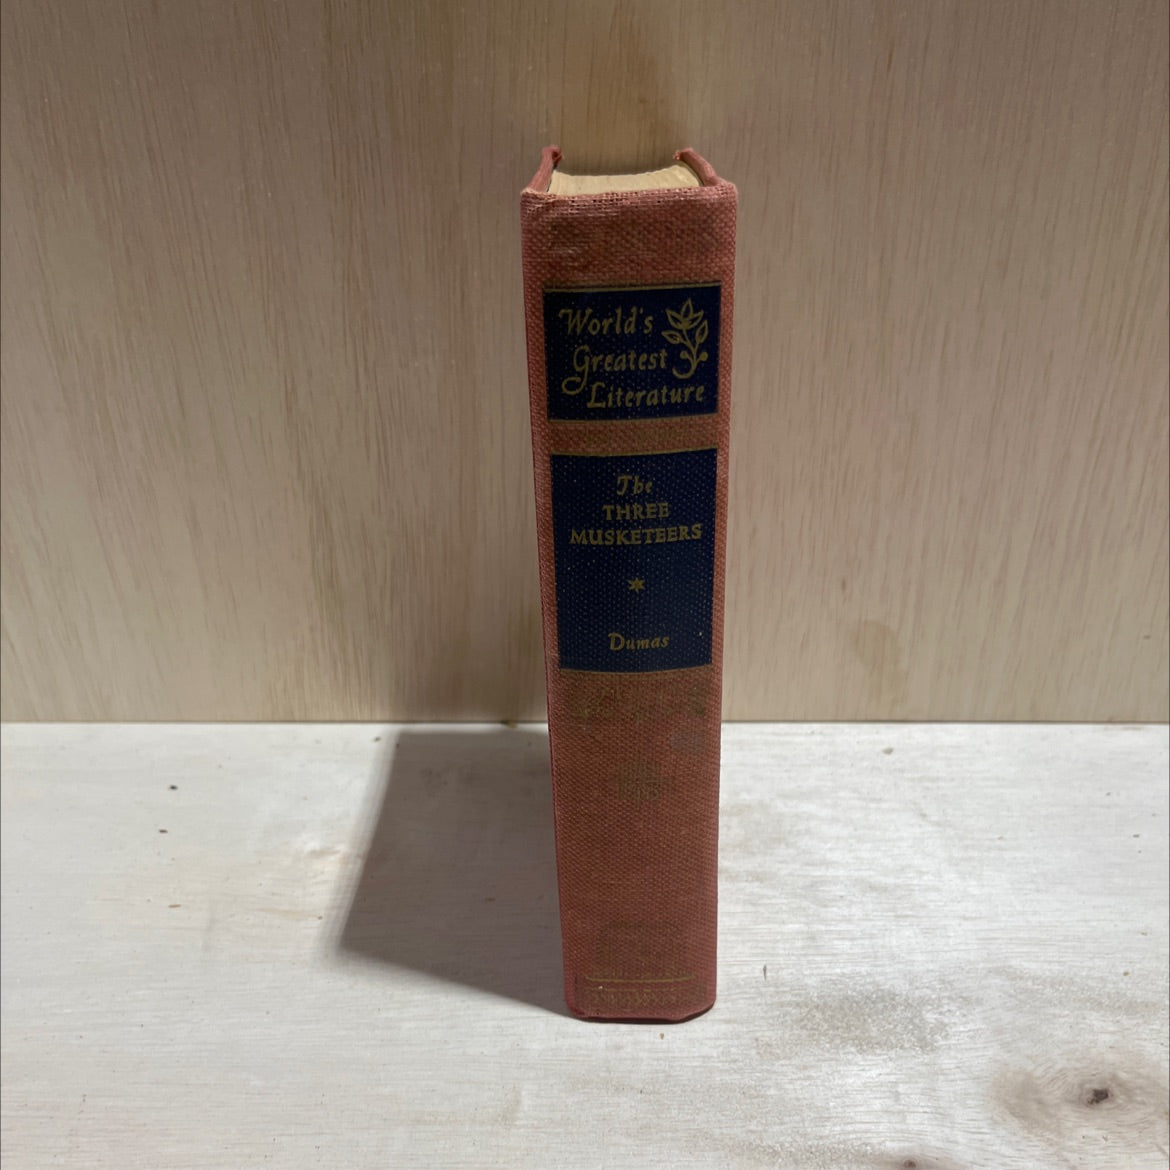 World's
Greatest
Literature
The
THREE
MUSKETEERS
Dumas